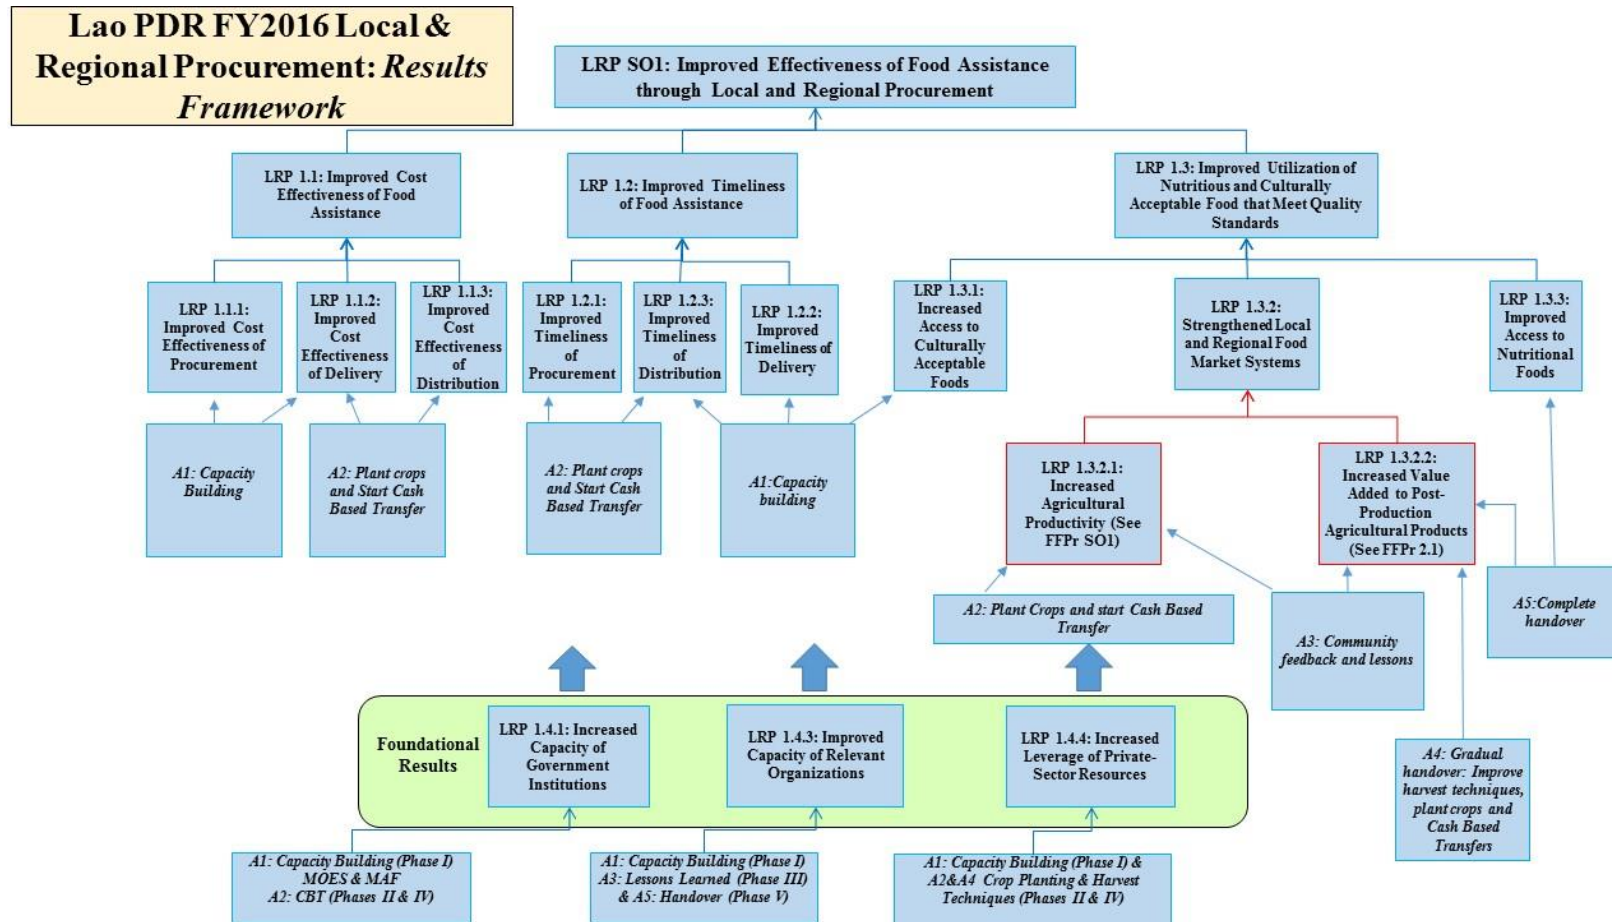 Lao PDR FY2016 Local &
Regional Procurement: Results
Framework
LRP SO1: Improved Effectiveness of Food Assistance
through Local and Regional Procurement
LRP 1.1: Improved Cost
Effectiveness of Food
Assistance
LRP 1.2: Improved Timeliness
of Food Assistance
LRP 1.3: Improved Utilization of
Nutritious and Culturally
Acceptable Food that Meet Quality
Standards
LRP 1.1.1:
Improved Cost
Effectiveness of
Procurement
LRP 1.1.2:
Improved
Cost
Effectiveness
of Delivery
LRP 1.1.3:
Improved
Cost
Effectiveness
of
Distribution
LRP 1.2.1:
Improved
Timeliness
of
Procurement
LRP 1.2.3:
Improved
Timeliness
of
Distribution
LRP 1.2.2:
Improved
Timeliness of
Delivery
LRP 1.3.1:
Increased
Access to
Culturally
Acceptable
Foods
LRP 1.3.2:
Strengthened Local
and Regional Food
Market Systems
LRP 1.3.3:
Improved
Access to
Nutritional
Foods
A1: Capacity
Building
A2: Plant crops
and Start Cash
Based Transfer
A2: Plant crops
and Start Cash
Based Transfer
A1:Capacity
building
LRP 1.3.2.1:
Increased
Agricultural
Productivity (See
FFPr SO1)
LRP 1.3.2.2:
Increased Value
Added to Post-
Production
Agricultural Products
(See FFPr 2.1)
A2: Plant Crops and start Cash Based
Transfer
A3: Community
feedback and lessons
A5:Complete
handover
A4: Gradual
handover: Improve
harvest techniques,
plant crops and
Cash Based
Transfers
Foundational
Results
LRP 1.4.1: Increased
Capacity of
Government
Institutions
LRP 1.4.3: Improved
Capacity of Relevant
Organizations
LRP 1.4.4: Increased
Leverage of Private-
Sector Resources
A1: Capacity Building (Phase I)
MOES & MAF
A2: CBT (Phases II & IV)
A1: Capacity Building (Phase I)
A3: Lessons Learned (Phase III)
& A5: Handover (Phase V)
A1: Capacity Building (Phase I) &
A2&A4 Crop Planting & Harvest
Techniques (Phases II & IV)